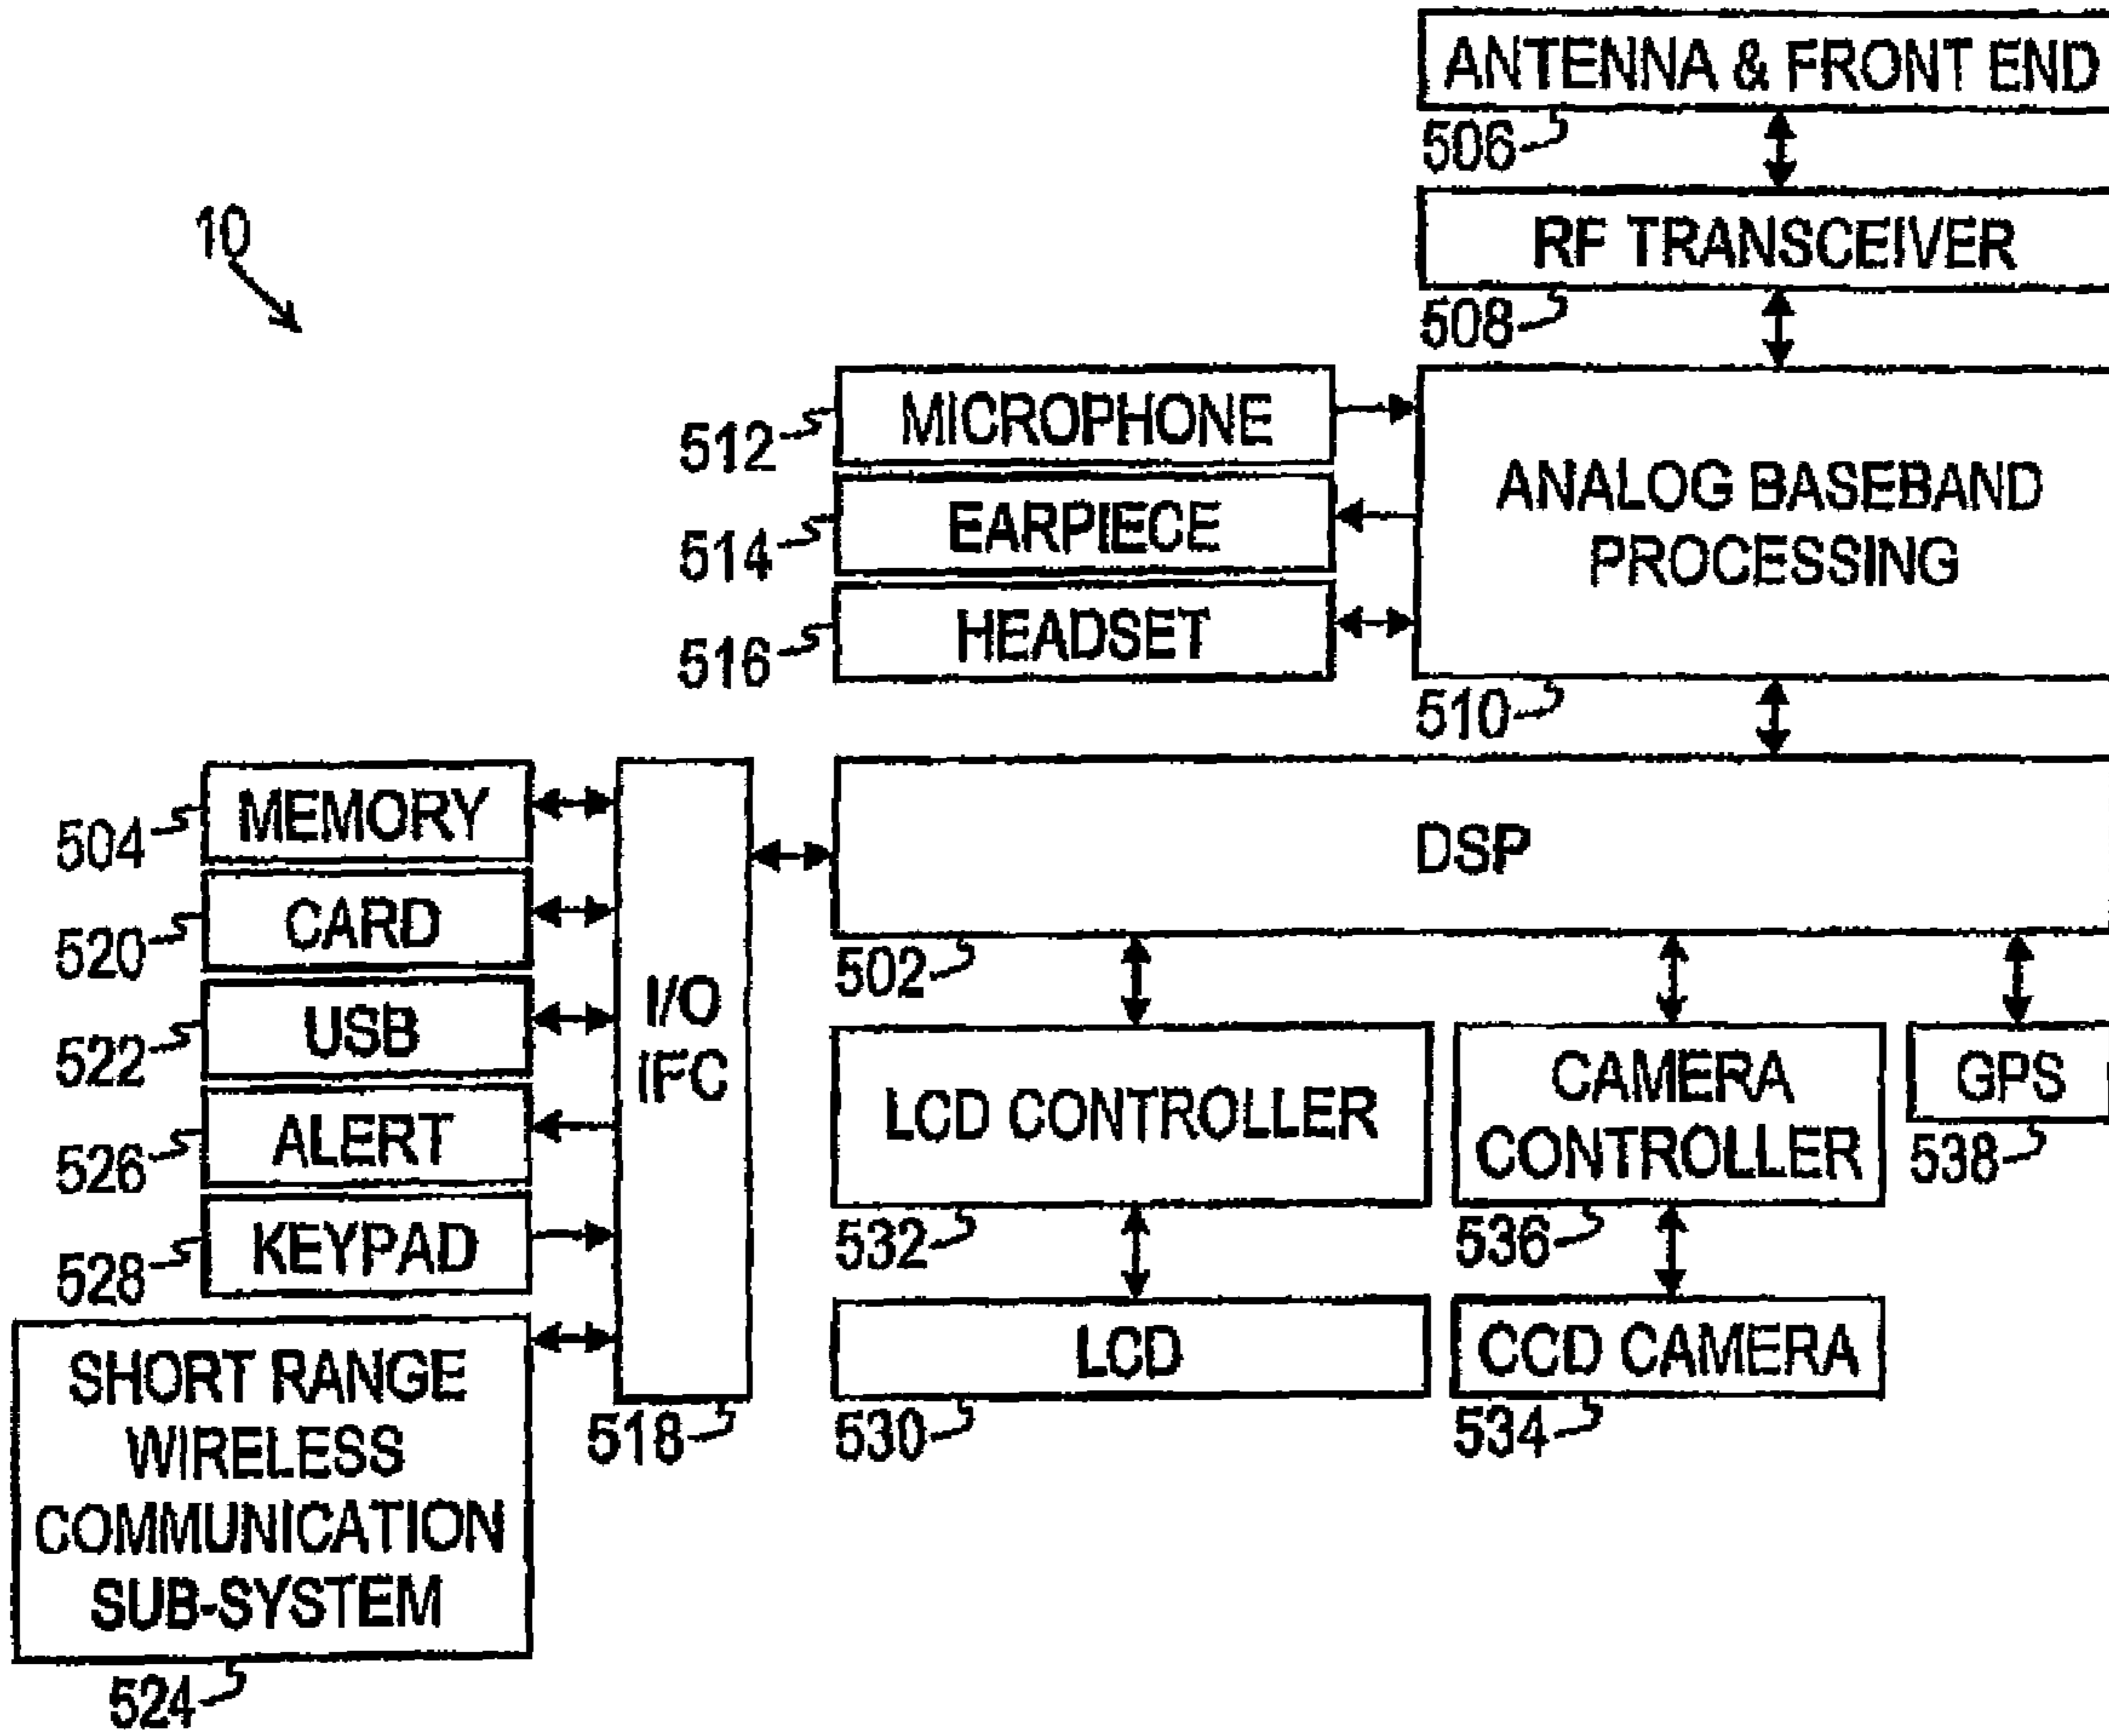 ANTENNA & FRONT END
506
10
RF TRANSCEIVER
508
MICROPHONE
512
EARPIECE
514
HEADSET
516
ANALOG BASEBAND
PROCESSING
510
MEMORY
504
CARD
520
USB
522
ALERT
526
KEYPAD
528
SHORT RANGE
WIRELESS
COMMUNICATION
SUB-SYSTEM
524
I/O
IFC
518
DSP
502
LCD CONTROLLER
532
LCD
530
CAMERA
CONTROLLER
536
CCD CAMERA
534
GPS
538